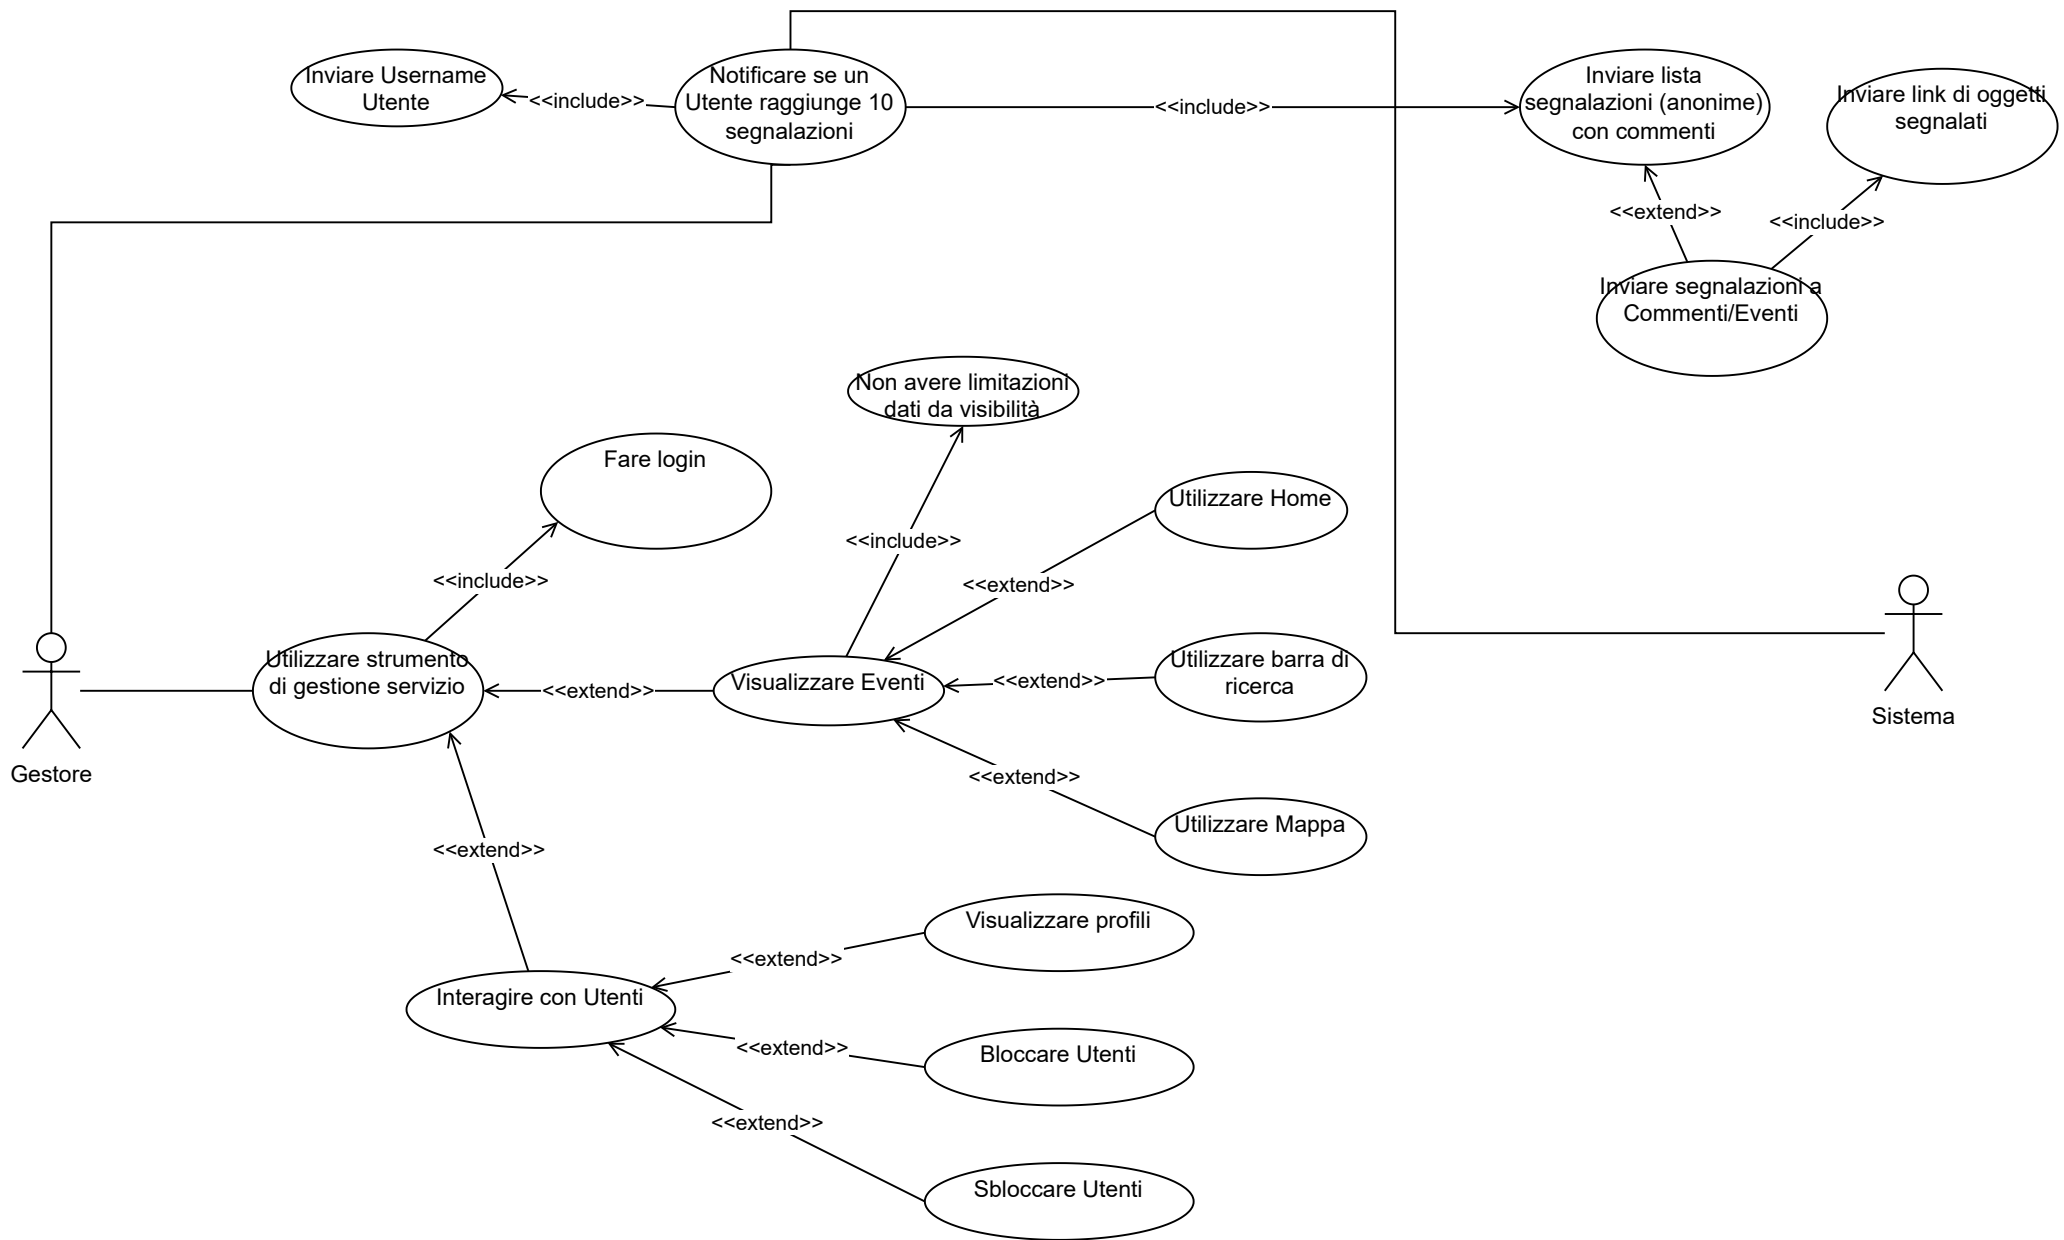 Inviare Username
Utente
<<include>>
Notificare se un
Utente raggiunge 10
segnalazioni
<<include>>
Inviare lista
segnalazioni (anonime)
con commenti
Inviare link di oggetti
segnalati
<<extend>>
<<include>>
Inviare segnalazioni a
Commenti/Eventi
Non avere limitazioni
dati da visibilità
Fare login
Utilizzare Home
<<include>>
<<include>>
<<extend>>
Utilizzare strumento
di gestione servizio
<<extend>>
Visualizzare Eventi
<<extend>>
Utilizzare barra di
ricerca
Sistema
Gestore
<<extend>>
Utilizzare Mappa
<<extend>>
Visualizzare profili
<<extend>>
Interagire con Utenti
<<extend>>
Bloccare Utenti
<<extend>>
Sbloccare Utenti